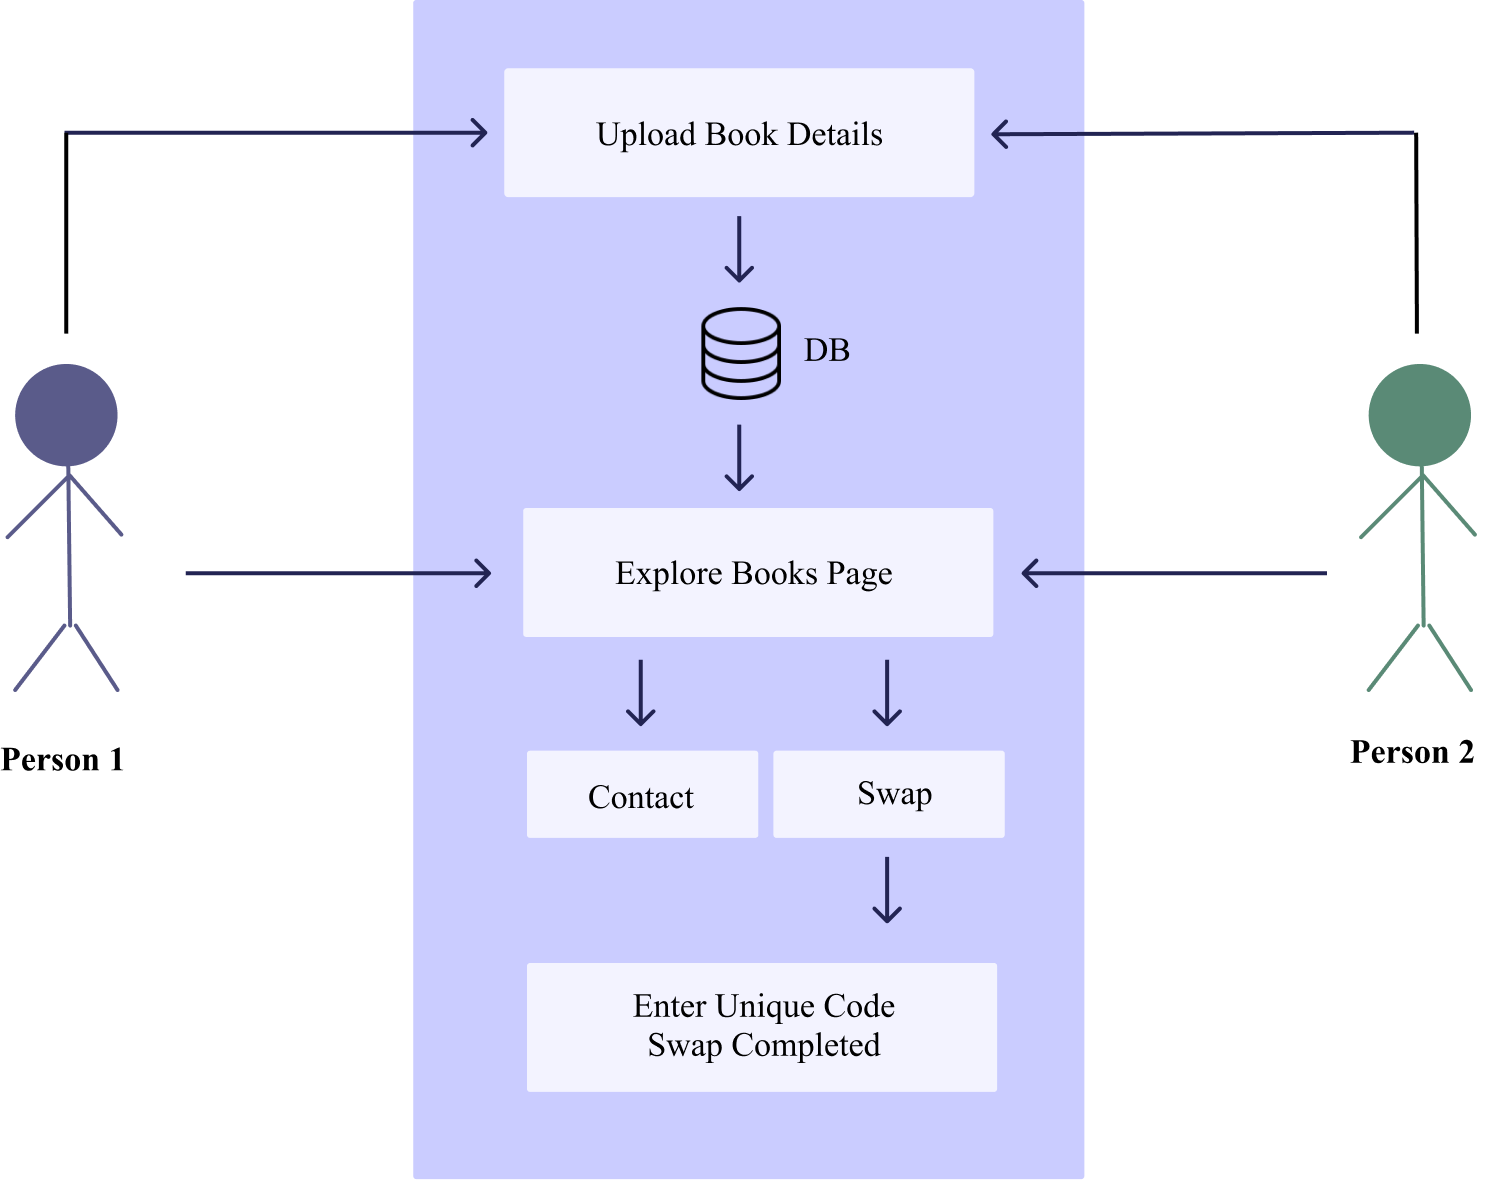 Upload Book Details
DB
Explore Books Page
Contact
Swap
Person 1
Person 2
Enter Unique Code
Swap Completed